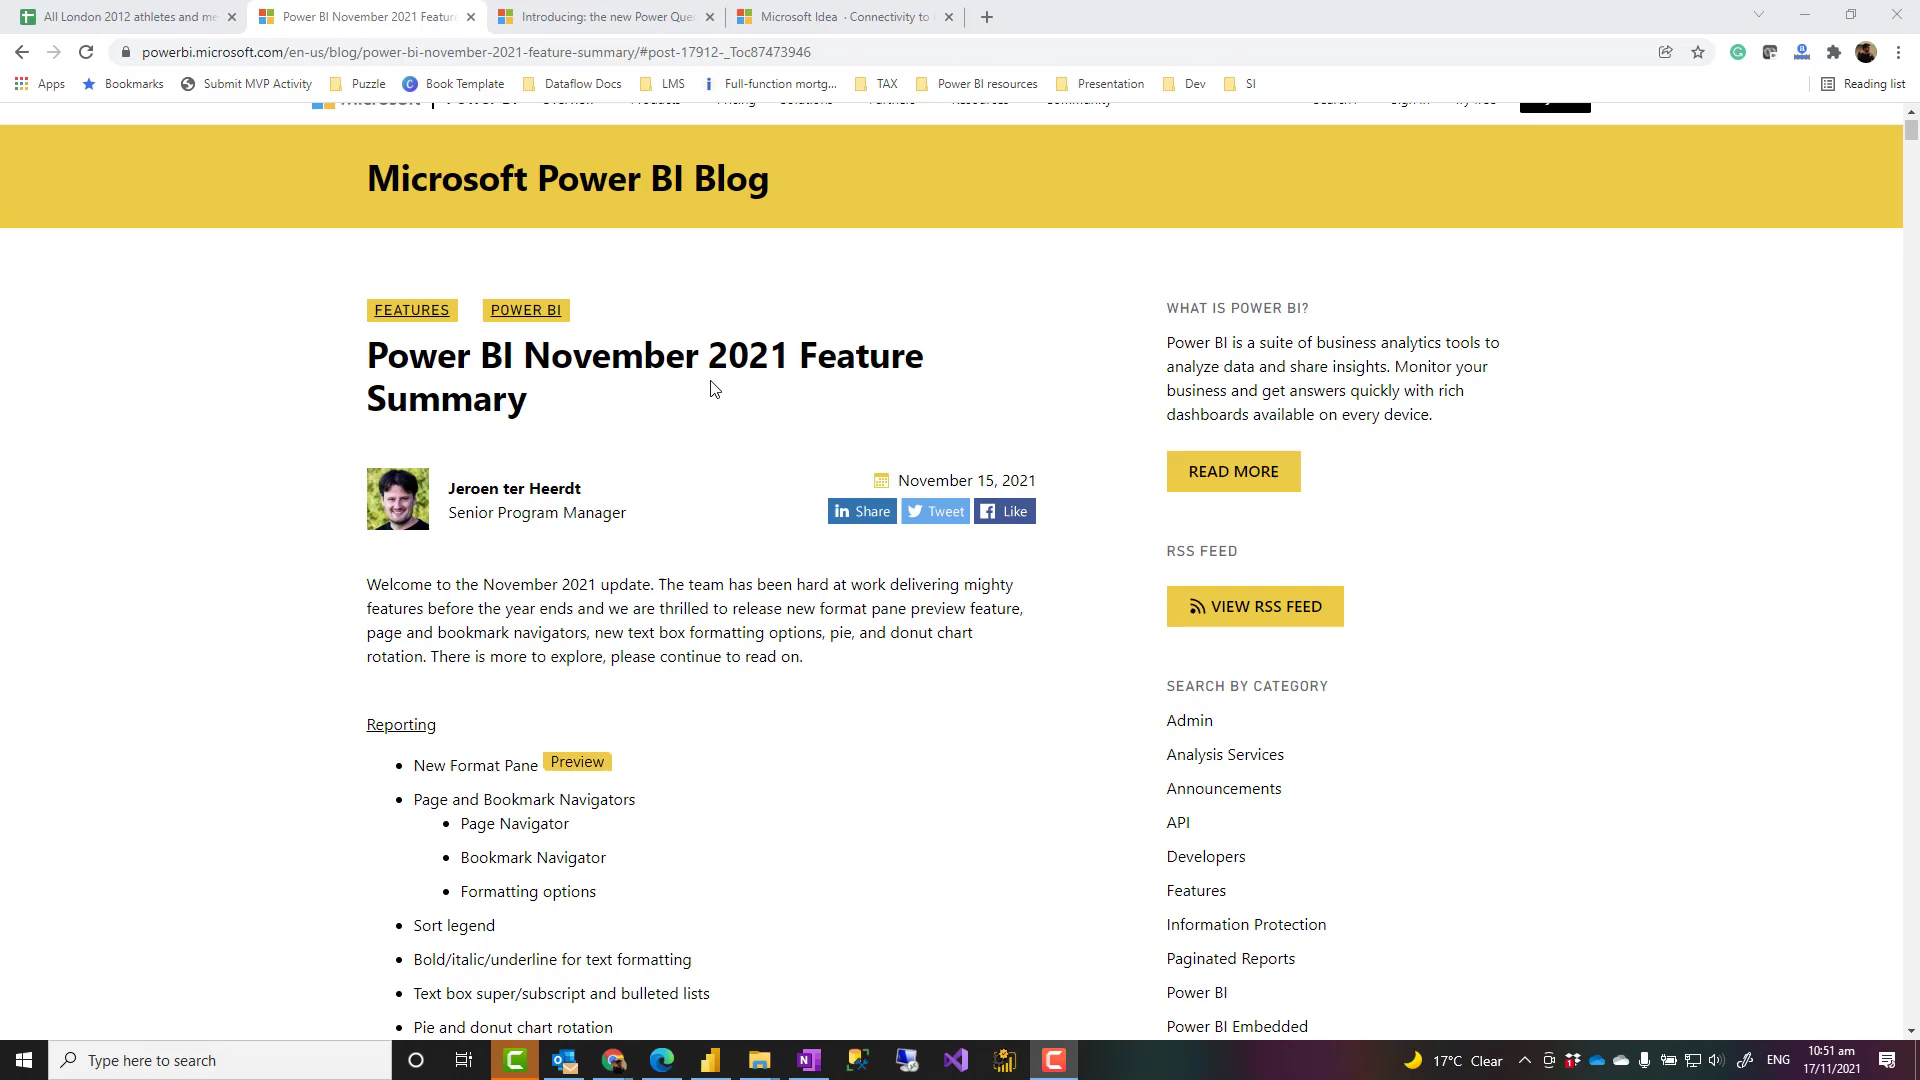 All London 2012 athletes and me
Power BI November 2021 Featur
Introducing: the new Power Que
Microsoft Idea · Connectivity to
powerbi.microsoft.com/en-us/blog/power-bi-november-2021-feature-summary/#post-17912-_Toc87473946
Apps
Bookmarks
Submit MVP Activity
Puzzle
Book Template
Dataflow Docs
LMS
Full-function mortg...
TAX
Power BI resources
Presentation
Dev
SI
Reading list
Microsoft Power BI Blog
FEATURES
POWER BI
Power BI November 2021 Feature
Summary
Jeroen ter Heerdt
Senior Program Manager
November 15, 2021
in Share
Tweet
Like
Welcome to the November 2021 update. The team has been hard at work delivering mighty
features before the year ends and we are thrilled to release new format pane preview feature,
page and bookmark navigators, new text box formatting options, pie, and donut chart
rotation. There is more to explore, please continue to read on.
Reporting
New Format Pane Preview
Page and Bookmark Navigators
Page Navigator
Bookmark Navigator
Formatting options
Sort legend
Bold/italic/underline for text formatting
Text box super/subscript and bulleted lists
Pie and donut chart rotation
WHAT IS POWER BI?
Power BI is a suite of business analytics tools to
analyze data and share insights. Monitor your
business and get answers quickly with rich
dashboards available on every device.
READ MORE
RSS FEED
VIEW RSS FEED
SEARCH BY CATEGORY
Admin
Analysis Services
Announcements
API
Developers
Features
Information Protection
Paginated Reports
Power BI
Power BI Embedded
Type here to search
17°C Clear
ENG
10:51 am
17/11/2021